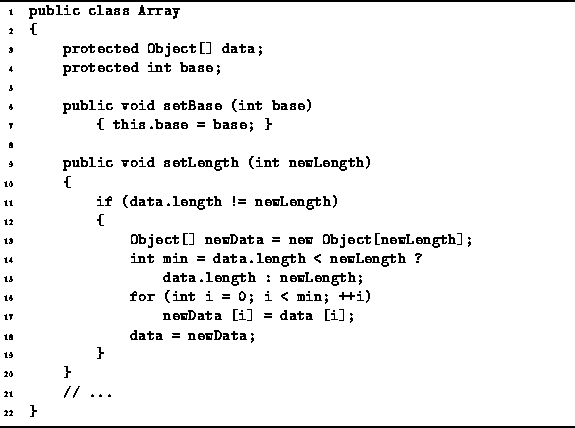 1 public class Array
2 {
3     protected Object[] data;
4     protected int base;
5
6     public void setBase (int base)
7         { this.base = base; }
8
9     public void setLength (int newLength)
10     {
11         if (data.length != newLength)
12         {
13             Object[] newData = new Object[newLength];
14             int min = data.length < newLength ?
15                 data.length : newLength;
16             for (int i = 0; i < min; ++i)
17                 newData [i] = data [i];
18             data = newData;
19         }
20     }
21     // ...
22 }